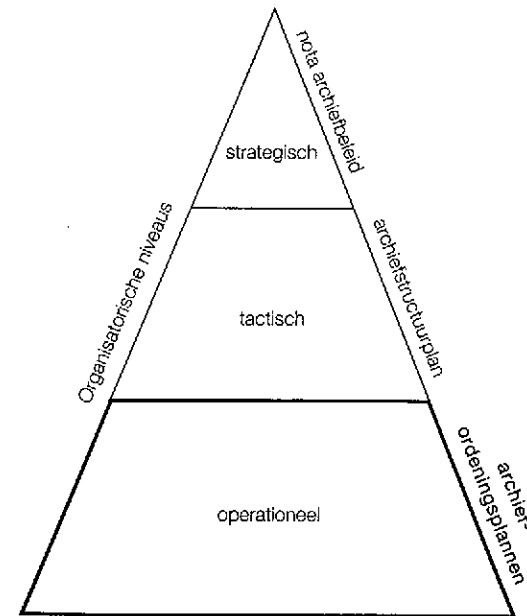 nota archiefbeleid
strategisch
Organisatorische niveaus
archiefstructuurplan
tactisch
archief-
ordeningsplannen
operationeel